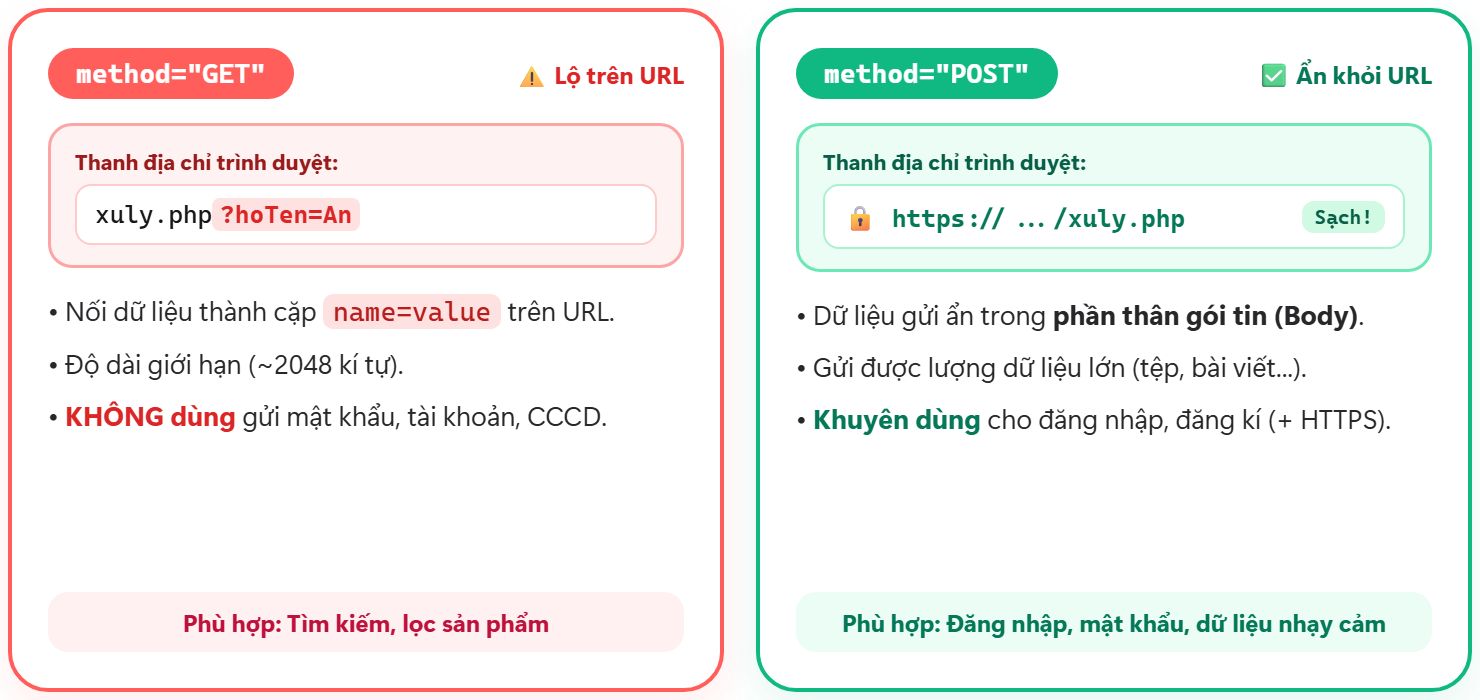 method="GET"
Lộ trên URL
Thanh địa chỉ trình duyệt:
xuly.php?hoTen=An
• Nối dữ liệu thành cặp name=value trên URL.
• Độ dài giới hạn (~2048 kí tự).
• KHÔNG dùng gửi mật khẩu, tài khoản, CCCD.
Phù hợp: Tìm kiếm, lọc sản phẩm
method="POST"
Ẩn khỏi URL
Thanh địa chỉ trình duyệt:
https:// ... /xuly.php
Sạch!
• Dữ liệu gửi ẩn trong phần thân gói tin (Body).
• Gửi được lượng dữ liệu lớn (tệp, bài viết...).
• Khuyên dùng cho đăng nhập, đăng kí (+ HTTPS).
Phù hợp: Đăng nhập, mật khẩu, dữ liệu nhạy cảm